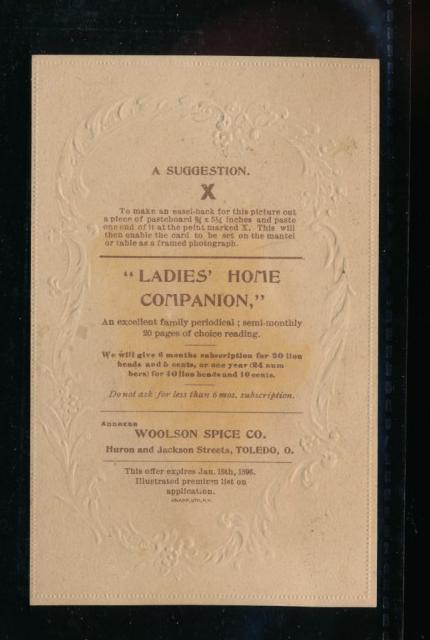 A SUGGESTION.
X
To make an easel-back for this picture cut
a piece of pasteboard ¾ x 5½ inches and paste
one end of it at the point marked X. This will
then enable the card to be set on the mantel
or table as a framed photograph.
"LADIES' HOME
COMPANION,"
An excellent family periodical; semi-monthly
20 pages of choice reading.
We will give 6 months subscription for 20 lion
heads and 5 cents, or one year (24 num
bers) for 40 lion heads and 10 cents.
Do not ask for less than 6 mos. subscription.
ADDRESS
WOOLSON SPICE CO.
Huron and Jackson Streets, TOLEDO, O.
This offer expires Jan. 15th, 1896.
Illustrated premium list on
application.
KNAPP, LITH, N.Y.